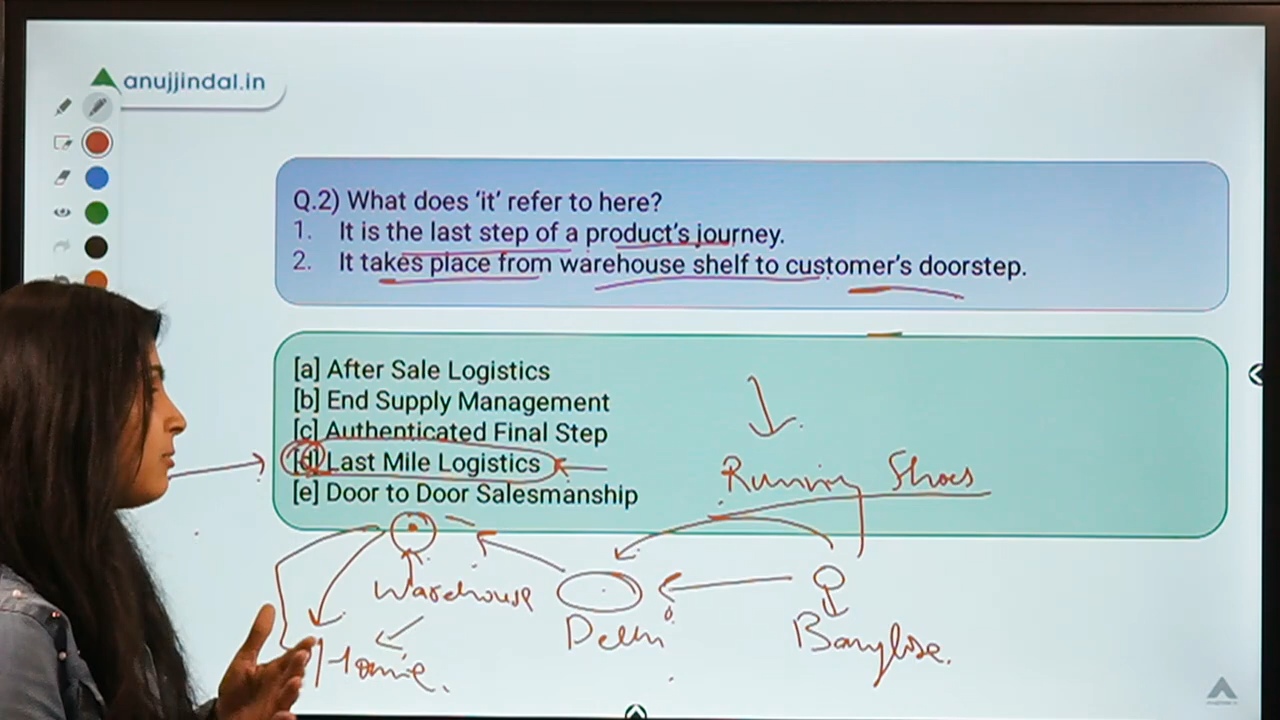 anujjindal.in
Q.2) What does ‘it’ refer to here?
1. It is the last step of a product’s journey.
2. It takes place from warehouse shelf to customer’s doorstep.
[a] After Sale Logistics
[b] End Supply Management
[c] Authenticated Final Step
[d] Last Mile Logistics
[e] Door to Door Salesmanship
Running Shoes
Warehouse
Delhi
Banglore.
Home.